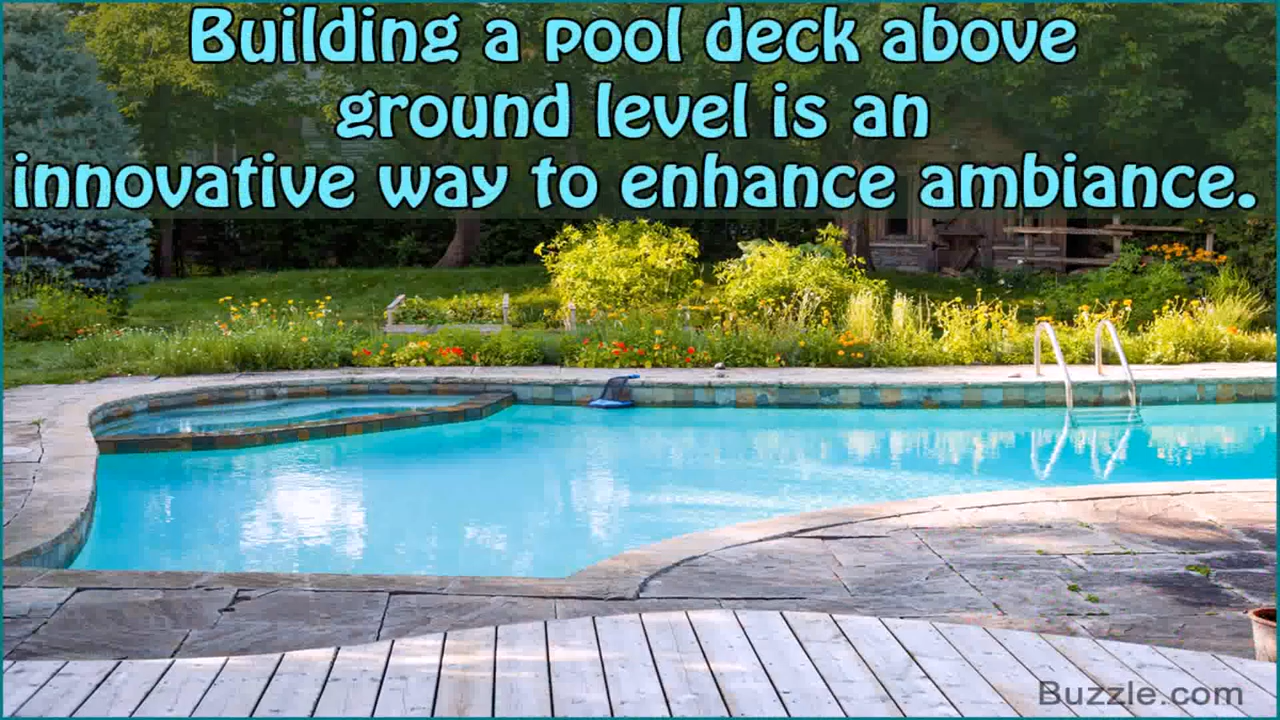 Building a pool deck above
ground level is an
innovative way to enhance ambiance.
Buzzle.com